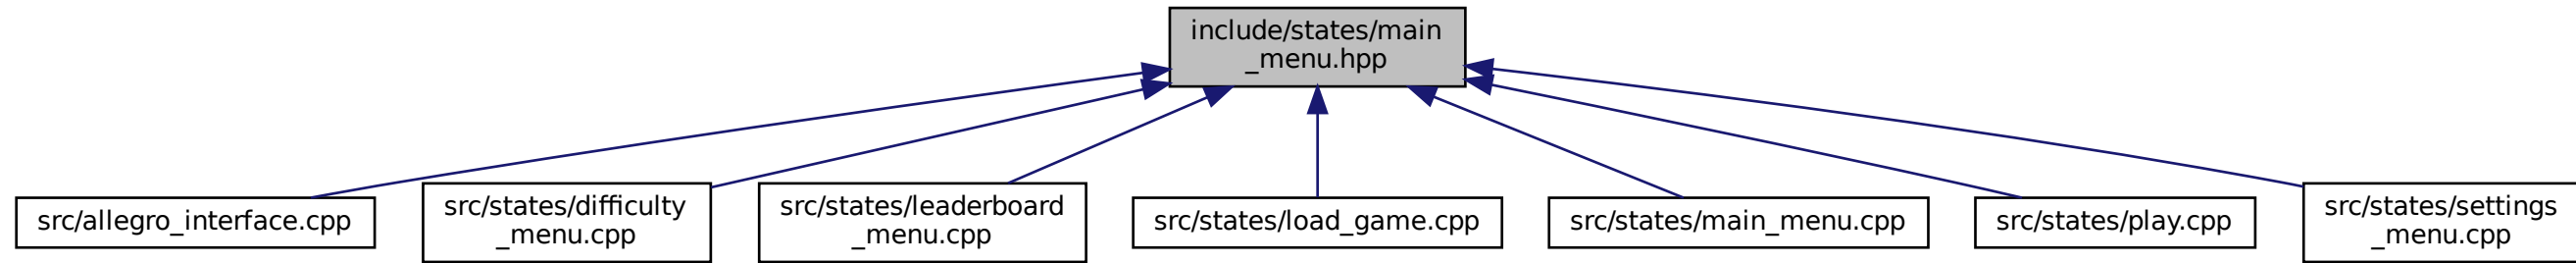 include/states/main
_menu.hpp
src/allegro_interface.cpp
src/states/difficulty
_menu.cpp
src/states/leaderboard
_menu.cpp
src/states/load_game.cpp
src/states/main_menu.cpp
src/states/play.cpp
src/states/settings
_menu.cpp